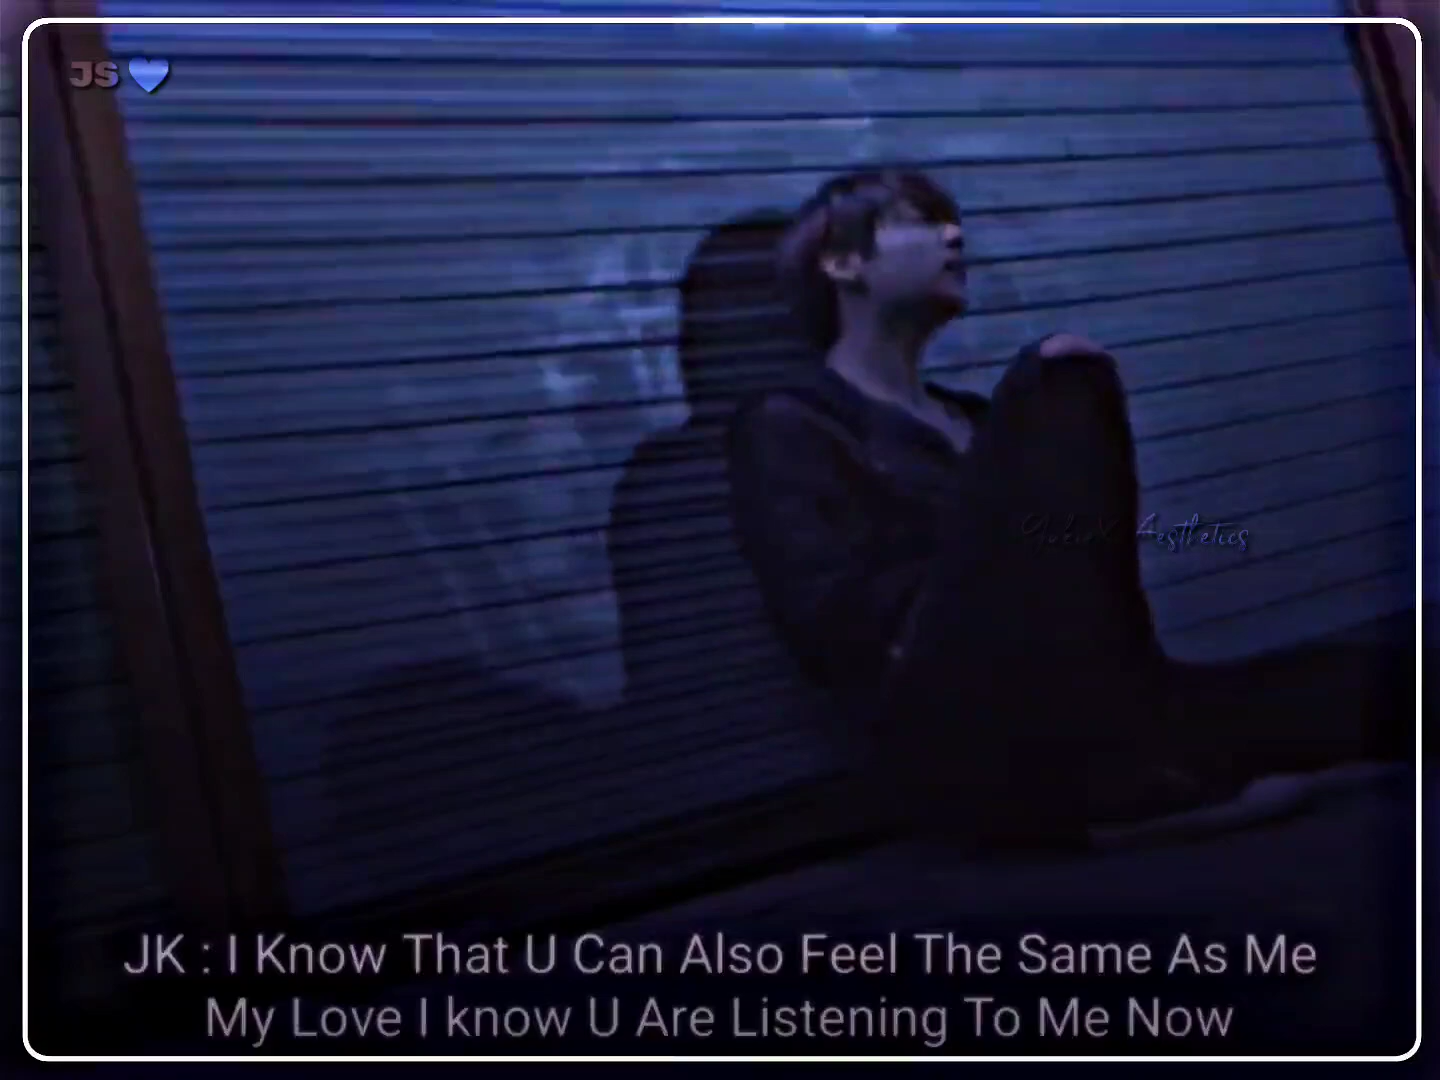 JS 💙
Aesthetics
JK : I Know That U Can Also Feel The Same As Me
My Love I know U Are Listening To Me Now